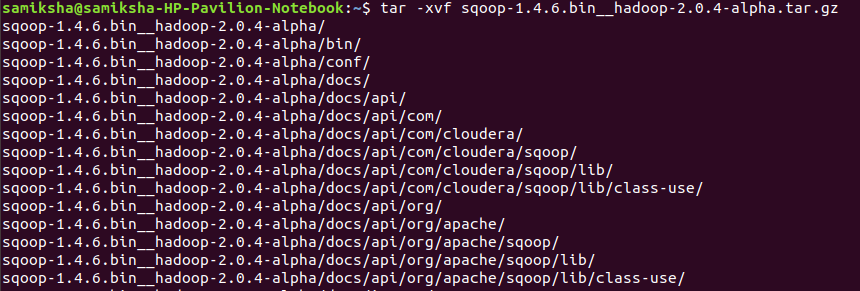 samiksha@samiksha-HP-Pavilion-Notebook:~$ tar -xvf sqoop-1.4.6.bin__hadoop-2.0.4-alpha.tar.gz
sqoop-1.4.6.bin__hadoop-2.0.4-alpha/
sqoop-1.4.6.bin__hadoop-2.0.4-alpha/bin/
sqoop-1.4.6.bin__hadoop-2.0.4-alpha/conf/
sqoop-1.4.6.bin__hadoop-2.0.4-alpha/docs/
sqoop-1.4.6.bin__hadoop-2.0.4-alpha/docs/api/
sqoop-1.4.6.bin__hadoop-2.0.4-alpha/docs/api/com/
sqoop-1.4.6.bin__hadoop-2.0.4-alpha/docs/api/com/cloudera/
sqoop-1.4.6.bin__hadoop-2.0.4-alpha/docs/api/com/cloudera/sqoop/
sqoop-1.4.6.bin__hadoop-2.0.4-alpha/docs/api/com/cloudera/sqoop/lib/
sqoop-1.4.6.bin__hadoop-2.0.4-alpha/docs/api/com/cloudera/sqoop/lib/class-use/
sqoop-1.4.6.bin__hadoop-2.0.4-alpha/docs/api/org/
sqoop-1.4.6.bin__hadoop-2.0.4-alpha/docs/api/org/apache/
sqoop-1.4.6.bin__hadoop-2.0.4-alpha/docs/api/org/apache/sqoop/
sqoop-1.4.6.bin__hadoop-2.0.4-alpha/docs/api/org/apache/sqoop/lib/
sqoop-1.4.6.bin__hadoop-2.0.4-alpha/docs/api/org/apache/sqoop/lib/class-use/